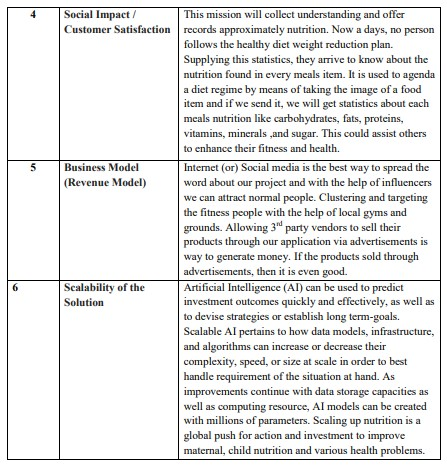 4
Social Impact /
Customer Satisfaction
This mission will collect understanding and offer
records approximately nutrition. Now a days, no person
follows the healthy diet weight reduction plan.
Supplying this statistics, they arrive to know about the
nutrition found in every meals item. It is used to agenda
a diet regime by means of taking the image of a food
item and if we send it, we will get statistics about each
meals nutrition like carbohydrates, fats, proteins,
vitamins, minerals ,and sugar. This could assist others
to enhance their fitness and health.
5
Business Model
(Revenue Model)
Internet (or) Social media is the best way to spread the
word about our project and with the help of influencers
we can attract normal people. Clustering and targeting
the fitness people with the help of local gyms and
grounds. Allowing 3rd party vendors to sell their
products through our application via advertisements is
way to generate money. If the products sold through
advertisements, then it is even good.
6
Scalability of the
Solution
Artificial Intelligence (AI) can be used to predict
investment outcomes quickly and effectively, as well as
to devise strategies or establish long term-goals.
Scalable AI pertains to how data models, infrastructure,
and algorithms can increase or decrease their
complexity, speed, or size at scale in order to best
handle requirement of the situation at hand. As
improvements continue with data storage capacities as
well as computing resource, AI models can be created
with millions of parameters. Scaling up nutrition is a
global push for action and investment to improve
maternal, child nutrition and various health problems.